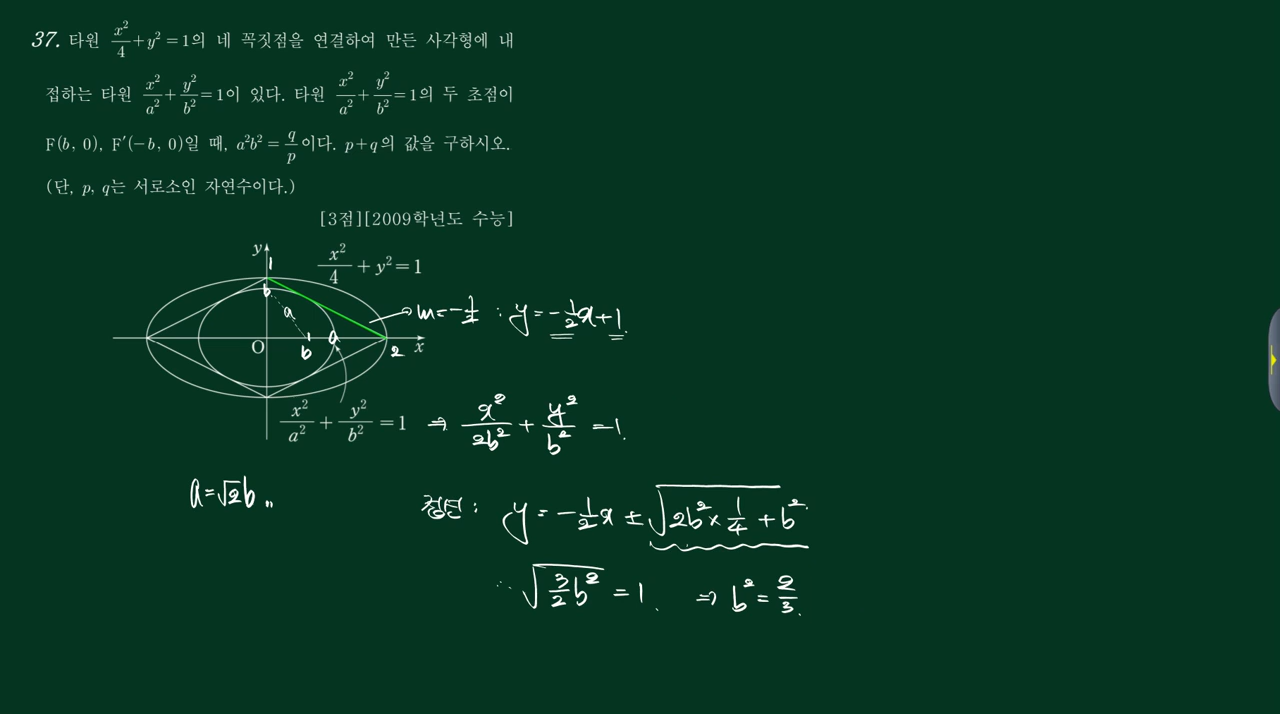 37. 타원 x²/4+y²=1의 네 꼭짓점을 연결하여 만든 사각형에 내
접하는 타원 x²/a²+y²/b²=1이 있다. 타원 x²/a²+y²/b²=1의 두 초점이
F(b, 0), F′(−b, 0)일 때, a²b²=q/p이다. p+q의 값을 구하시오.
(단, p, q는 서로소인 자연수이다.)
[3점][2009학년도 수능]
y
1
x²/4+y²=1
b
a
m=-1/2 : y=-1/2x+1.
O
b
a
2
x
x²/a²+y²/b²=1
⇒ x²/2b²+y²/b²=1.
a=√2b
접선 : y=-1/2x±√(2b²×1/4+b²)
∴ √(3/2b²)=1. ⇒ b²=2/3.